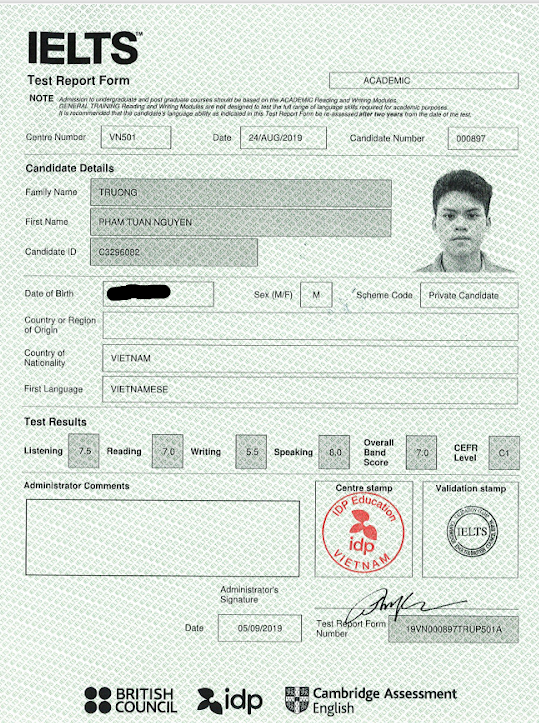 IELTS™
Test Report Form
ACADEMIC
NOTE Admission to undergraduate and post graduate courses should be based on the ACADEMIC Reading and Writing Modules.
GENERAL TRAINING Reading and Writing Modules are not designed to test the full range of language skills required for academic purposes.
It is recommended that the candidate's language ability as indicated in this Test Report Form be re-assessed after two years from the date of the test.
Centre Number VN501 Date 24/AUG/2019 Candidate Number 000897
Candidate Details
Family Name TRUONG
First Name PHAM TUAN NGUYEN
Candidate ID C3296082
Date of Birth Sex (M/F) M Scheme Code Private Candidate
Country or Region
of Origin
Country of
Nationality VIETNAM
First Language VIETNAMESE
Test Results
Listening 7.5 Reading 7.0 Writing 5.5 Speaking 8.0 Overall Band Score 7.0 CEFR Level C1
Administrator Comments
Centre stamp
Validation stamp
IDP Education
idp
VIETNAM
IELTS
Administrator's
Signature
Date 05/09/2019
Test Report Form
Number 19VN000897TRUP501A
BRITISH
COUNCIL
idp
Cambridge Assessment
English